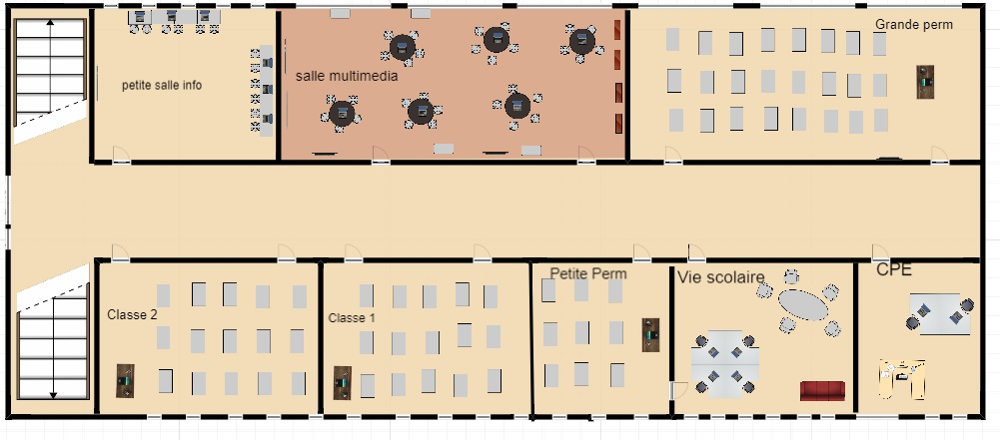 Grande perm
salle multimedia
petite salle info
Petite Perm
Vie scolaire
CPE
Classe 2
Classe 1